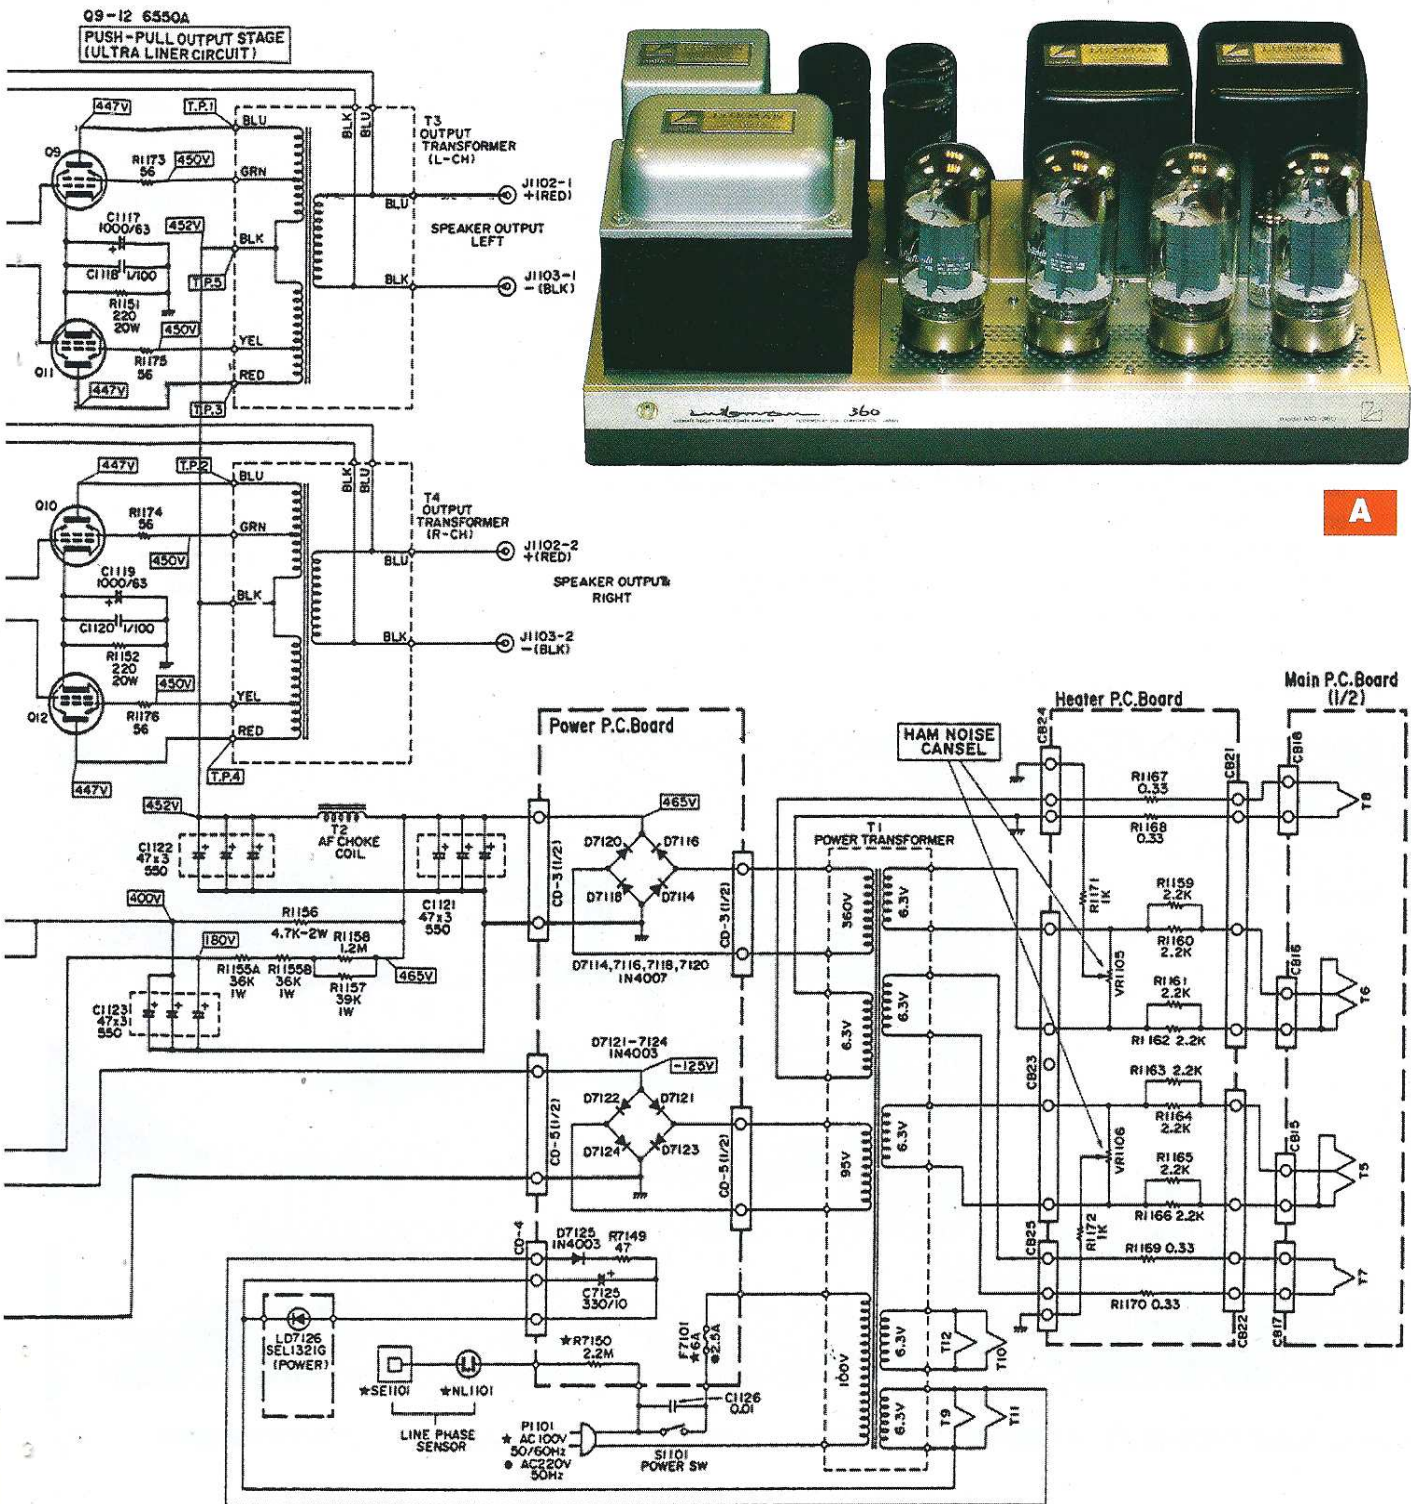 Q9-12 6550A
PUSH-PULL OUTPUT STAGE
(ULTRA LINER CIRCUIT)
447V
T.P.1
BLU
BLK
BLU
T3
OUTPUT
TRANSFORMER
(L-CH)
Q9
R1173
56
450V
GRN
BLU
J1102-1
+(RED)
C1117
1000/63
452V
BLK
SPEAKER OUTPUT
LEFT
C1118 1/100
T.P.5
BLK
J1103-1
-(BLK)
R1151
220
20W
450V
YEL
R1175
56
Q11
447V
RED
T.P.3
LUXMAN
LUXMAN
LUXMAN
LUXMAN
Luxman 360
A
447V
T.P.2
BLU
BLK
BLU
T4
OUTPUT
TRANSFORMER
(R-CH)
Q10
R1174
56
GRN
450V
BLU
J1102-2
+(RED)
C1119
1000/63
SPEAKER OUTPUT
RIGHT
BLK
C1120 1/100
BLK
J1103-2
-(BLK)
R1152
220
20W
450V
YEL
Q12
R1176
56
RED
T.P.4
447V
Power P.C.Board
HAM NOISE
CANSEL
Heater P.C.Board
Main P.C.Board
(1/2)
CB24
CB21
CB18
452V
465V
R1167
0.33
T8
R1168
0.33
C1122
47x3
550
T2
AF CHOKE
COIL
CD-3 (1/2)
D7120
D7116
D7118
D7114
T1
POWER TRANSFORMER
C1121
47x3
550
CD-3 (1/2)
360V
6.3V
R1171
1K
R1159
2.2K
R1160
2.2K
400V
R1156
4.7K-2W
180V
R1158
1.2M
465V
R1155A
36K
1W
R1155B
36K
1W
R1157
39K
1W
D7114,7116,7118,7120
1N4007
VR1105
CB16
R1161
2.2K
T6
C1123
47x3
550
6.3V
6.3V
R1162 2.2K
D7121-7124
1N4003
-125V
CB23
R1163 2.2K
CD-5 (1/2)
D7122
D7121
D7124
D7123
CD-5 (1/2)
95V
6.3V
R1164
2.2K
CB15
VR1106
R1165
2.2K
T5
R1166 2.2K
CD-4
D7125
1N4003
R7149
47
CB25
R1172
1K
R1169 0.33
T7
C7125
330/10
R1170 0.33
CB22
CB17
LD7126
SEL1321G
(POWER)
★R7150
2.2M
F7101
★6A
●2.5A
100V
6.3V
T12
T10
★SE1101
★NL1101
C1126
0.01
6.3V
T9
T11
LINE PHASE
SENSOR
P1101
★ AC100V
50/60Hz
● AC220V
50Hz
S1101
POWER SW